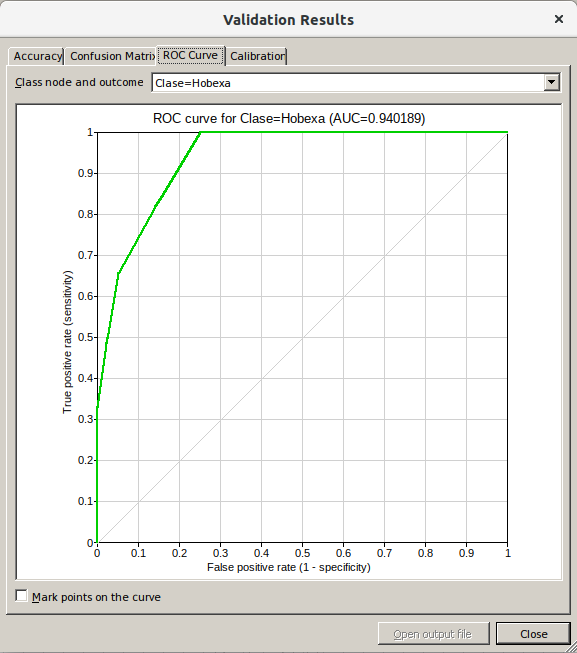 Validation Results
Accuracy Confusion Matrix ROC Curve Calibration
Class node and outcome Clase=Hobexa
ROC curve for Clase=Hobexa (AUC=0.940189)
1
0.9
0.8
0.7
0.6
0.5
0.4
0.3
0.2
0.1
0
True positive rate (sensitivity)
0 0.1 0.2 0.3 0.4 0.5 0.6 0.7 0.8 0.9 1
False positive rate (1 - specificity)
Mark points on the curve
Open output file Close